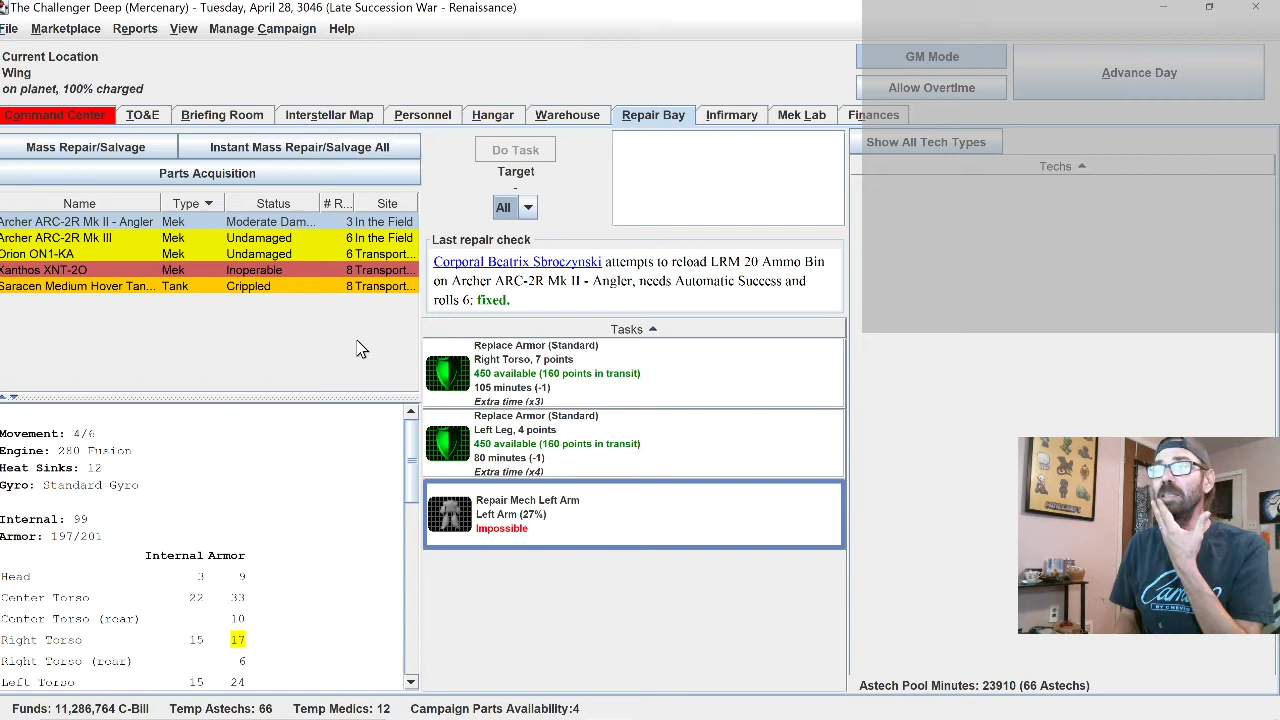 The Challenger Deep (Mercenary) - Tuesday, April 28, 3046 (Late Succession War - Renaissance)
File Marketplace Reports View Manage Campaign Help
Current Location
Wing
on planet, 100% charged
GM Mode
Allow Overtime
Advance Day
Command Center TO&E Briefing Room Interstellar Map Personnel Hangar Warehouse Repair Bay Infirmary Mek Lab Finances
Mass Repair/Salvage Instant Mass Repair/Salvage All
Parts Acquisition
Name Type Status # R... Site
Archer ARC-2R Mk II - Angler Mek Moderate Dam... 3 In the Field
Archer ARC-2R Mk III Mek Undamaged 6 In the Field
Orion ON1-KA Mek Undamaged 6 Transport...
Xanthos XNT-2O Mek Inoperable 8 Transport...
Saracen Medium Hover Tan... Tank Crippled 8 Transport...
Do Task
Target
-
All
Last repair check
Corporal Beatrix Sbroczynski attempts to reload LRM 20 Ammo Bin
on Archer ARC-2R Mk II - Angler, needs Automatic Success and
rolls 6: fixed.
Tasks
Replace Armor (Standard)
Right Torso, 7 points
450 available (160 points in transit)
105 minutes (-1)
Extra time (x3)
Replace Armor (Standard)
Left Leg, 4 points
450 available (160 points in transit)
80 minutes (-1)
Extra time (x4)
Repair Mech Left Arm
Left Arm (27%)
Impossible
Show All Tech Types
Techs
Movement: 4/6
Engine: 280 Fusion
Heat Sinks: 12
Gyro: Standard Gyro
Internal: 99
Armor: 197/201
Internal Armor
Head 3 9
Center Torso 22 33
Center Torso (rear) 10
Right Torso 15 17
Right Torso (rear) 6
Left Torso 15 24
Astech Pool Minutes: 23910 (66 Astechs)
Funds: 11,286,764 C-Bill Temp Astechs: 66 Temp Medics: 12 Campaign Parts Availability:4